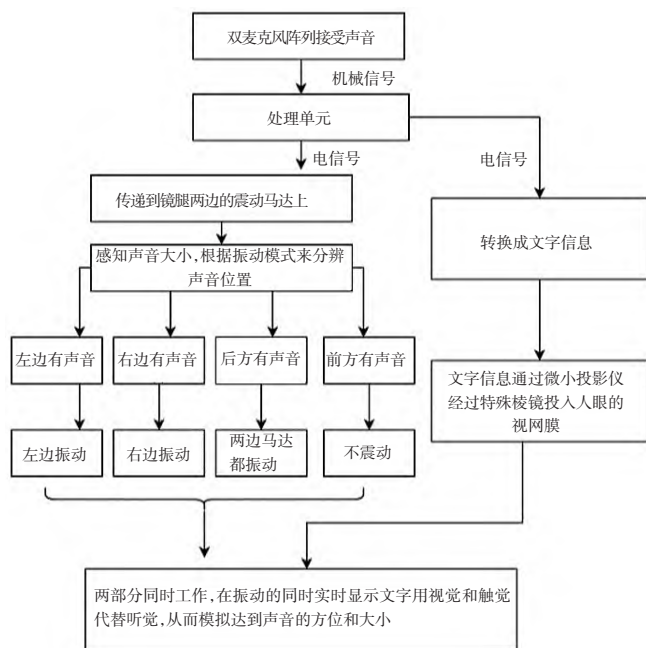 双麦克风阵列接受声音
机械信号
处理单元
电信号
电信号
传递到镜腿两边的震动马达上
转换成文字信息
感知声音大小,根据振动模式来分辨
声音位置
左边有声音
右边有声音
后方有声音
前方有声音
文字信息通过微小投影仪
经过特殊棱镜投入人眼的
视网膜
左边振动
右边振动
两边马达
都振动
不震动
两部分同时工作,在振动的同时实时显示文字用视觉和触觉
代替听觉,从而模拟达到声音的方位和大小